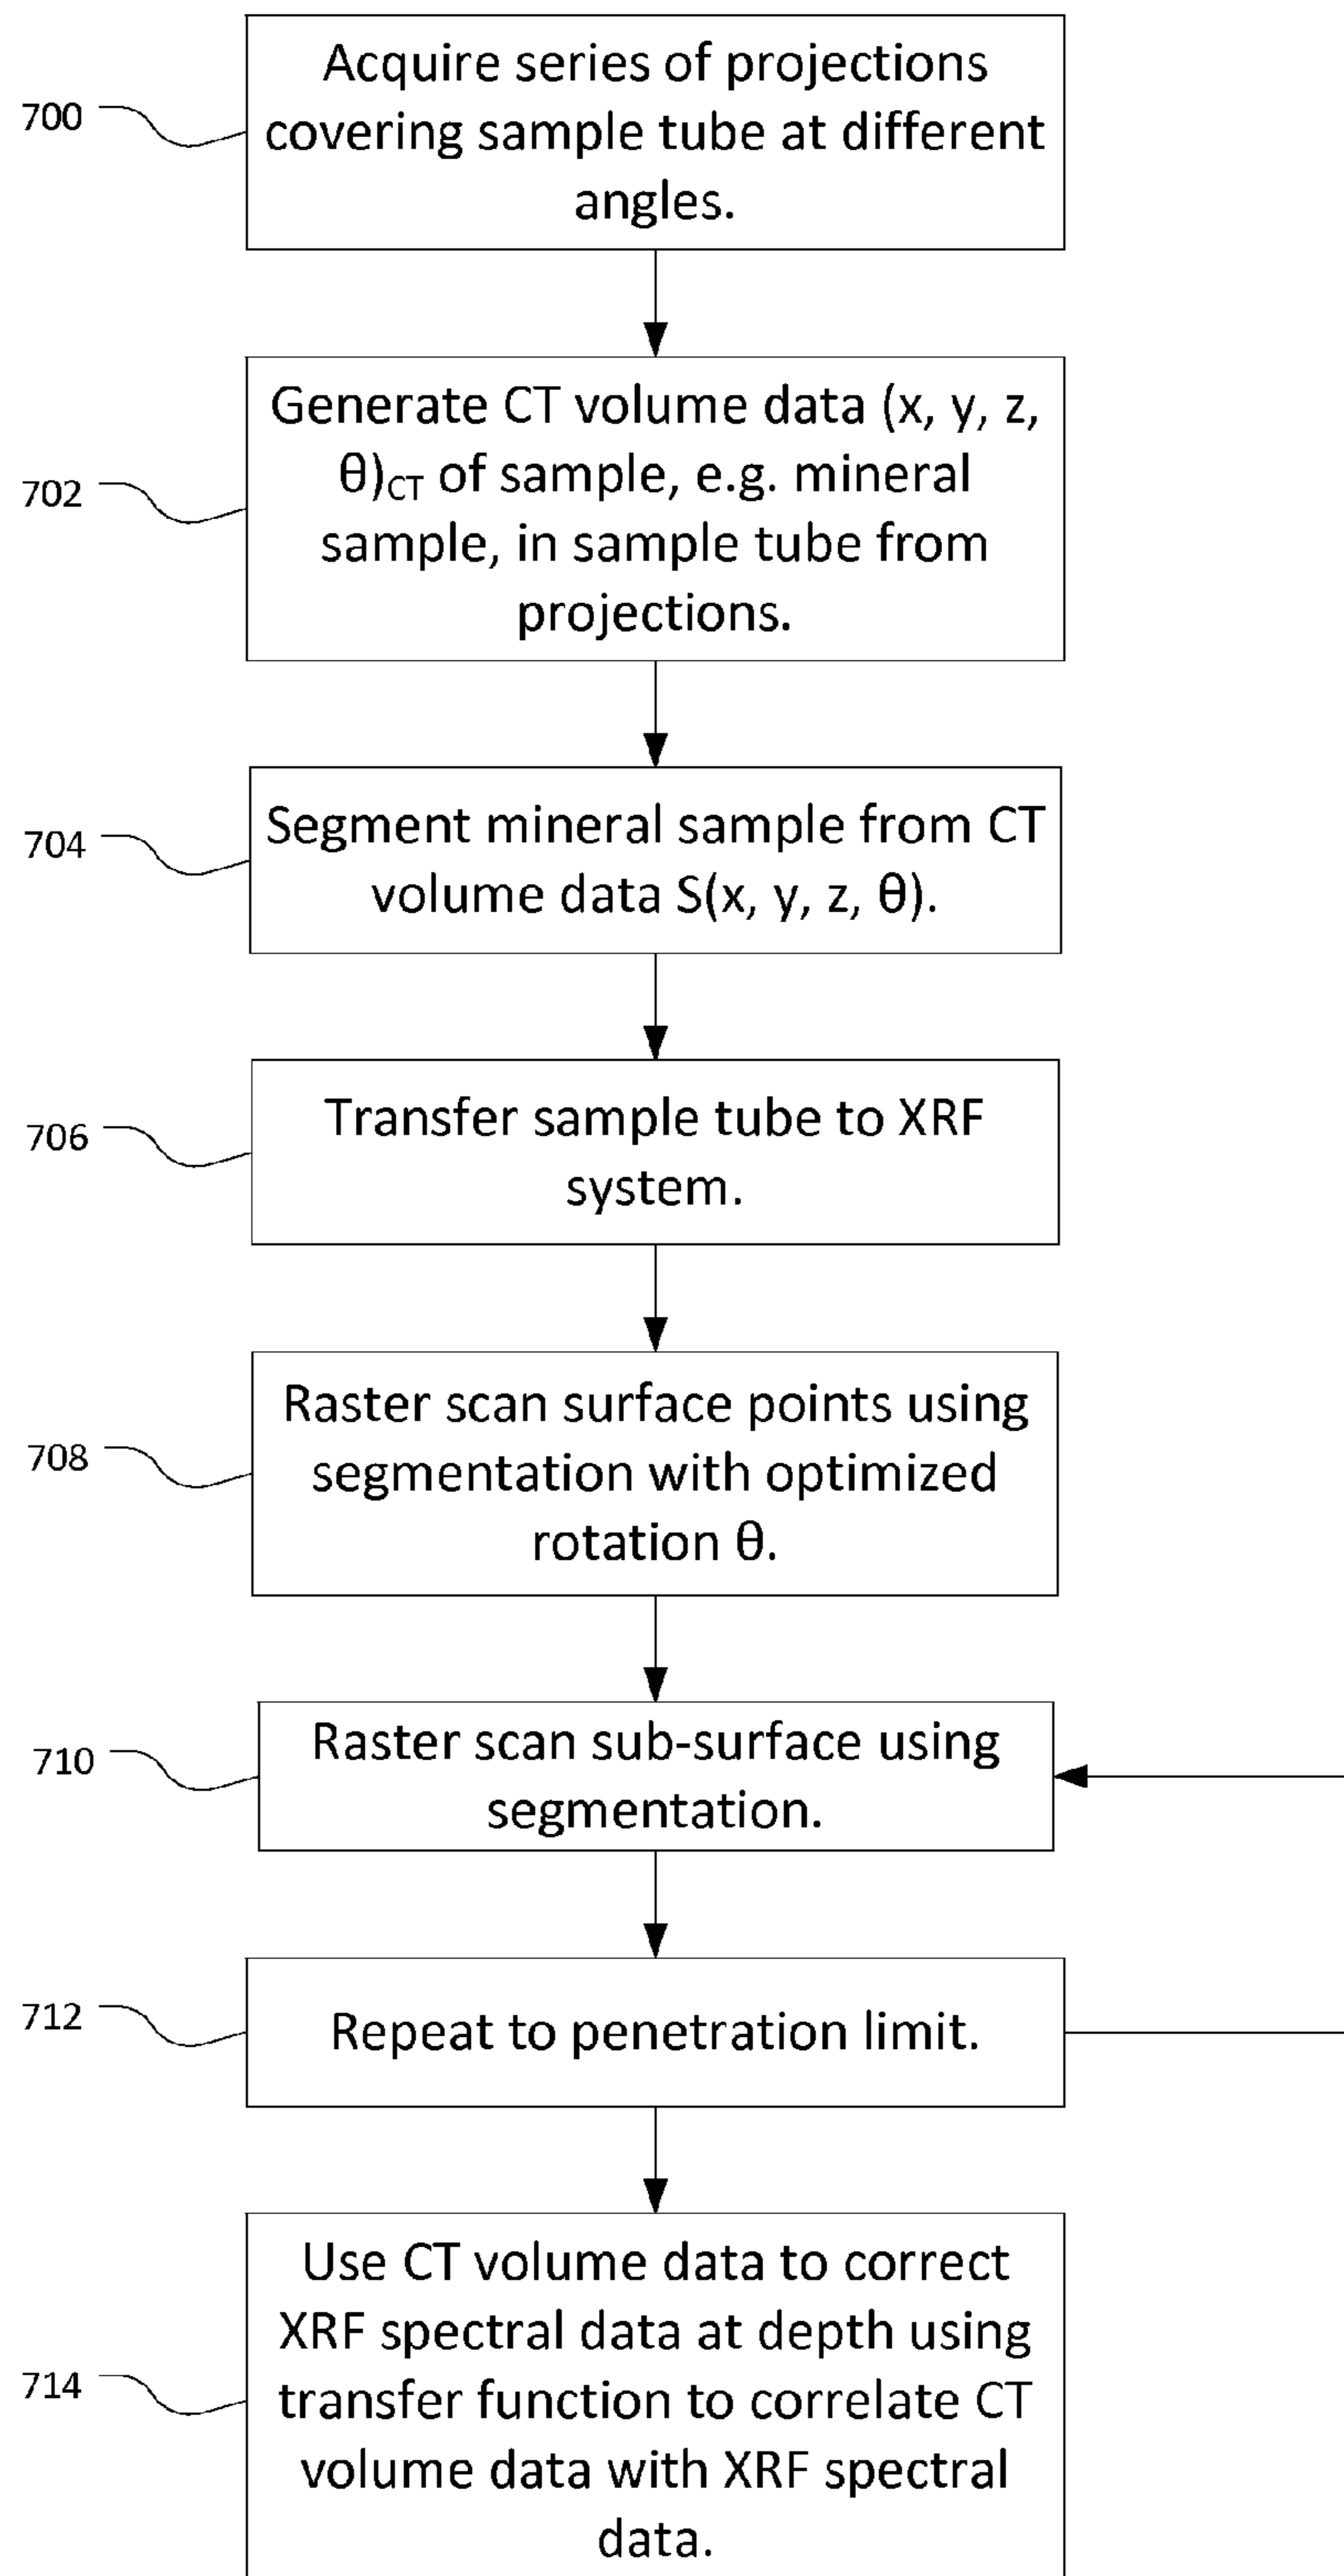 700
Acquire series of projections
covering sample tube at different
angles.
702
Generate CT volume data (x, y, z,
θ)CT of sample, e.g. mineral
sample, in sample tube from
projections.
704
Segment mineral sample from CT
volume data S(x, y, z, θ).
706
Transfer sample tube to XRF
system.
708
Raster scan surface points using
segmentation with optimized
rotation θ.
710
Raster scan sub-surface using
segmentation.
712
Repeat to penetration limit.
714
Use CT volume data to correct
XRF spectral data at depth using
transfer function to correlate CT
volume data with XRF spectral
data.